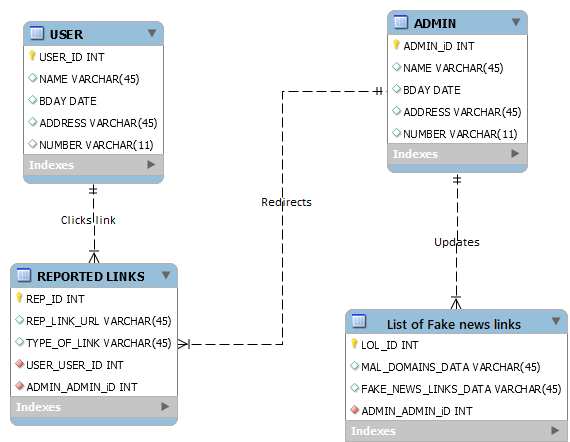 USER
USER_ID INT
NAME VARCHAR(45)
BDAY DATE
ADDRESS VARCHAR(45)
NUMBER VARCHAR(11)
Indexes
ADMIN
ADMIN_iD INT
NAME VARCHAR(45)
BDAY DATE
ADDRESS VARCHAR(45)
NUMBER VARCHAR(11)
Indexes
Clicks link
Redirects
Updates
REPORTED LINKS
REP_ID INT
REP_LINK_URL VARCHAR(45)
TYPE_OF_LINK VARCHAR(45)
USER_USER_ID INT
ADMIN_ADMIN_iD INT
Indexes
List of Fake news links
LOL_ID INT
MAL_DOMAINS_DATA VARCHAR(45)
FAKE_NEWS_LINKS_DATA VARCHAR(45)
ADMIN_ADMIN_iD INT
Indexes